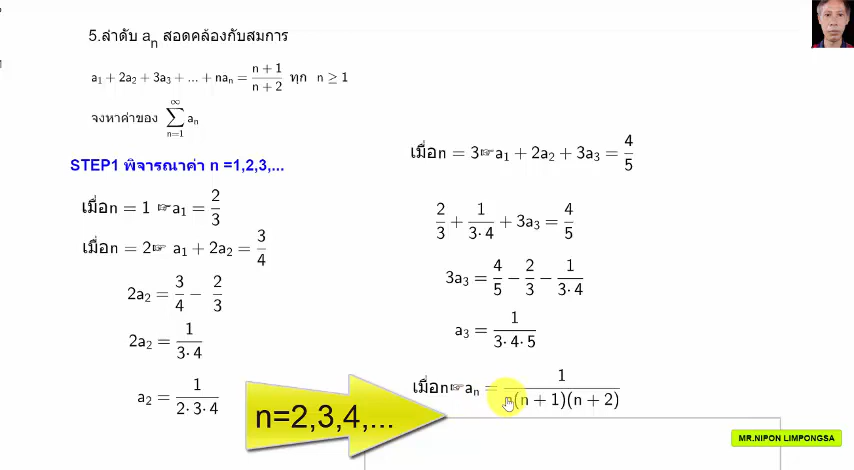 5.ลำดับ aₙ สอดคล้องกับสมการ
a₁ + 2a₂ + 3a₃ + ... + naₙ = (n + 1)/(n + 2) ทุก n ≥ 1
จงหาค่าของ ∑_{n=1}^{∞} aₙ
STEP1 พิจารณาค่า n =1,2,3,...
เมื่อn = 1 ☞a₁ = 2/3
เมื่อn = 2☞ a₁ + 2a₂ = 3/4
2a₂ = 3/4 − 2/3
2a₂ = 1/(3·4)
a₂ = 1/(2·3·4)
เมื่อn = 3☞a₁ + 2a₂ + 3a₃ = 4/5
2/3 + 1/(3·4) + 3a₃ = 4/5
3a₃ = 4/5 − 2/3 − 1/(3·4)
a₃ = 1/(3·4·5)
เมื่อn☞aₙ = 1/(n(n + 1)(n + 2))
n=2,3,4,...
MR.NIPON LIMPONGSA